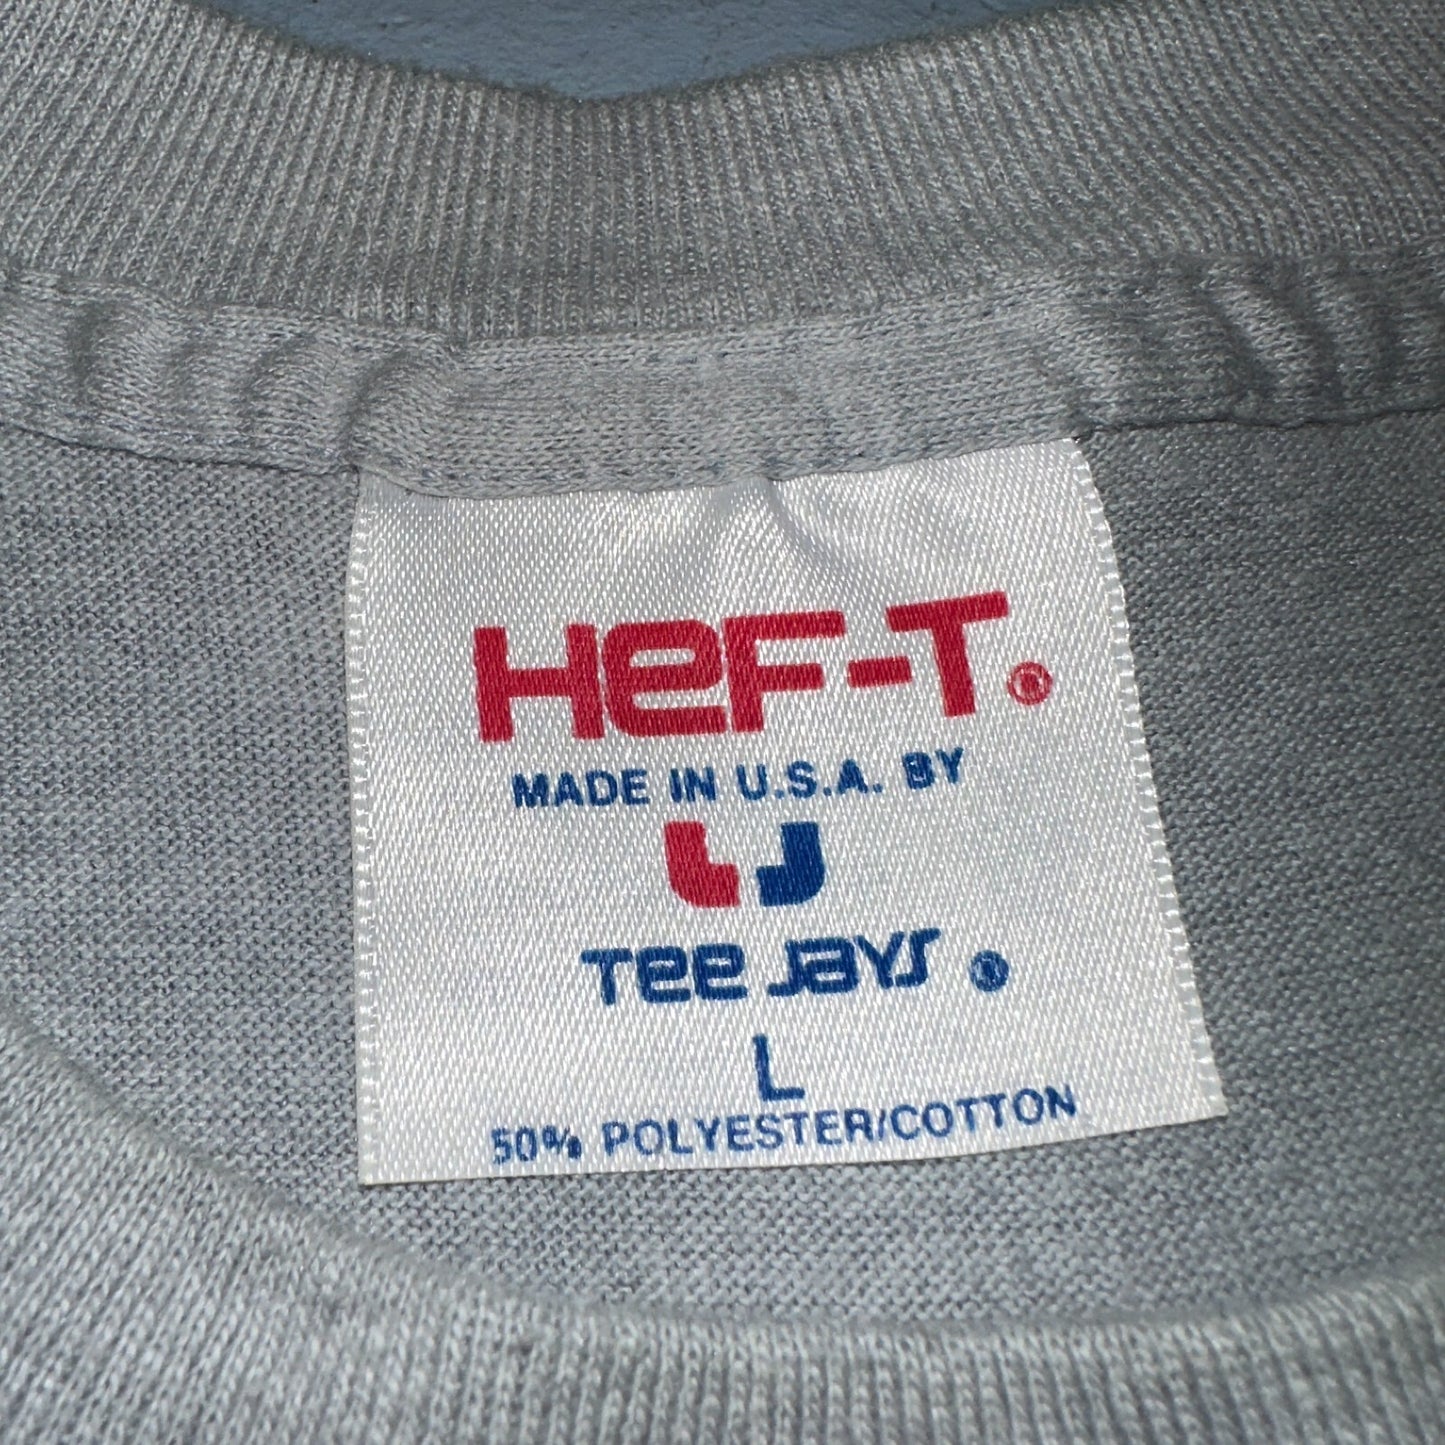 HeF-T®
MADE IN U.S.A. BY
Tee Jays ®
L
50% POLYESTER/COTTON